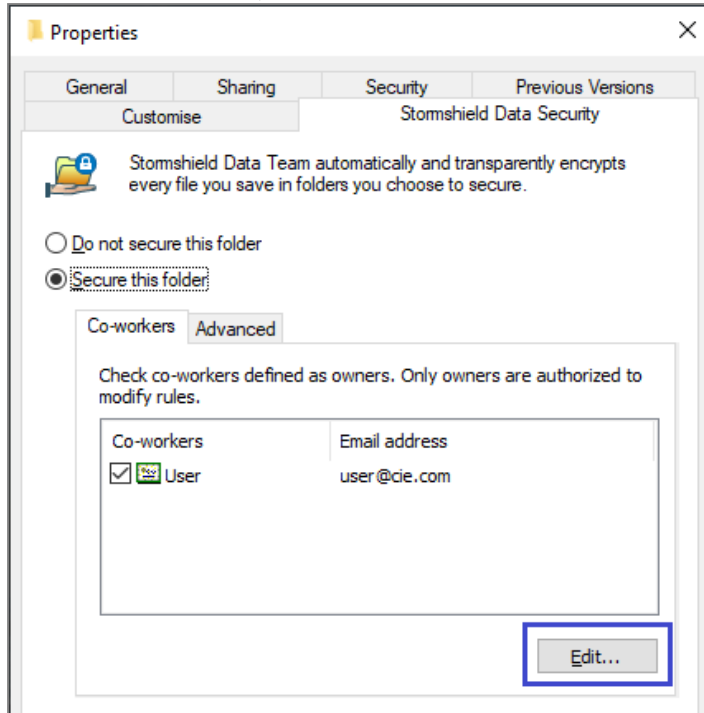 Properties
General Sharing Security Previous Versions
Customise Stormshield Data Security
Stormshield Data Team automatically and transparently encrypts
every file you save in folders you choose to secure.
Do not secure this folder
Secure this folder
Co-workers Advanced
Check co-workers defined as owners. Only owners are authorized to
modify rules.
Co-workers Email address
User user@cie.com
Edit...